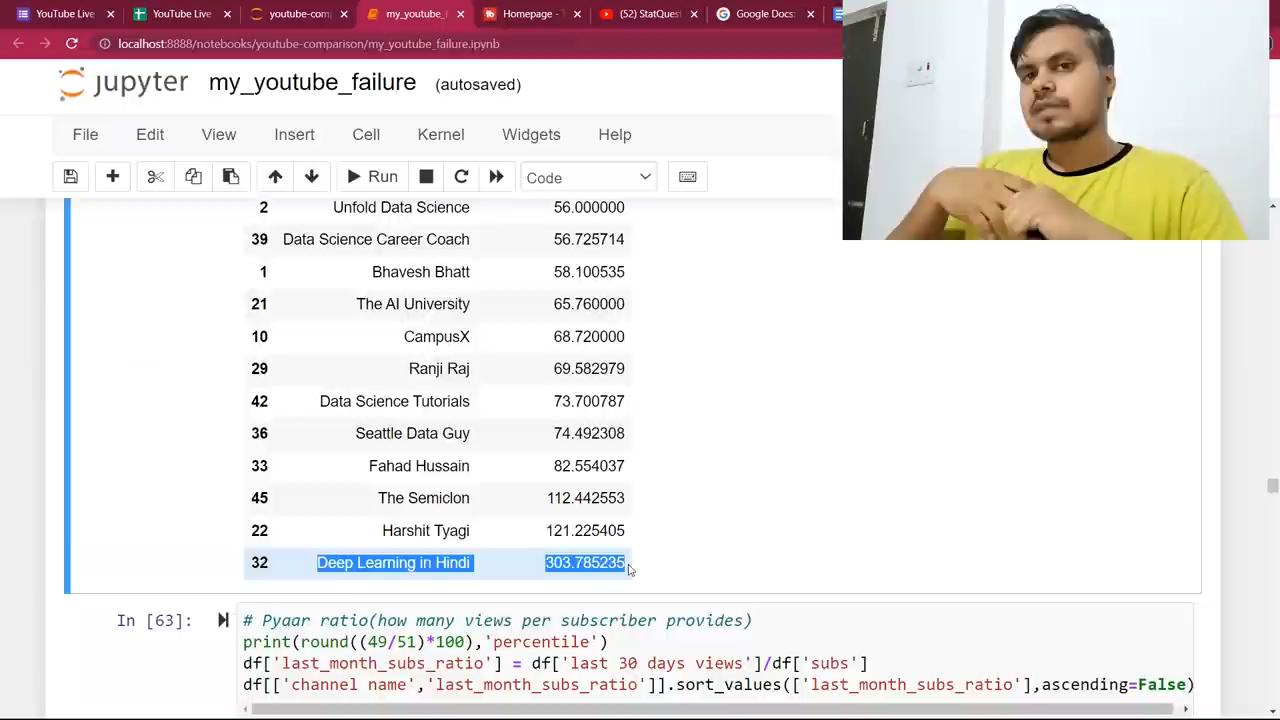 YouTube Live
YouTube Live
youtube-com
my_youtube_
Homepage - T
(52) StatQues
Google Docs:
localhost:8888/notebooks/youtube-comparison/my_youtube_failure.ipynb
jupyter my_youtube_failure (autosaved)
File Edit View Insert Cell Kernel Widgets Help
Run Code
2 Unfold Data Science 56.000000
39 Data Science Career Coach 56.725714
1 Bhavesh Bhatt 58.100535
21 The AI University 65.760000
10 CampusX 68.720000
29 Ranji Raj 69.582979
42 Data Science Tutorials 73.700787
36 Seattle Data Guy 74.492308
33 Fahad Hussain 82.554037
45 The Semiclon 112.442553
22 Harshit Tyagi 121.225405
32 Deep Learning in Hindi 303.785235
In [63]: # Pyaar ratio(how many views per subscriber provides)
print(round((49/51)*100),'percentile')
df['last_month_subs_ratio'] = df['last 30 days views']/df['subs']
df[['channel name','last_month_subs_ratio']].sort_values(['last_month_subs_ratio'],ascending=False)